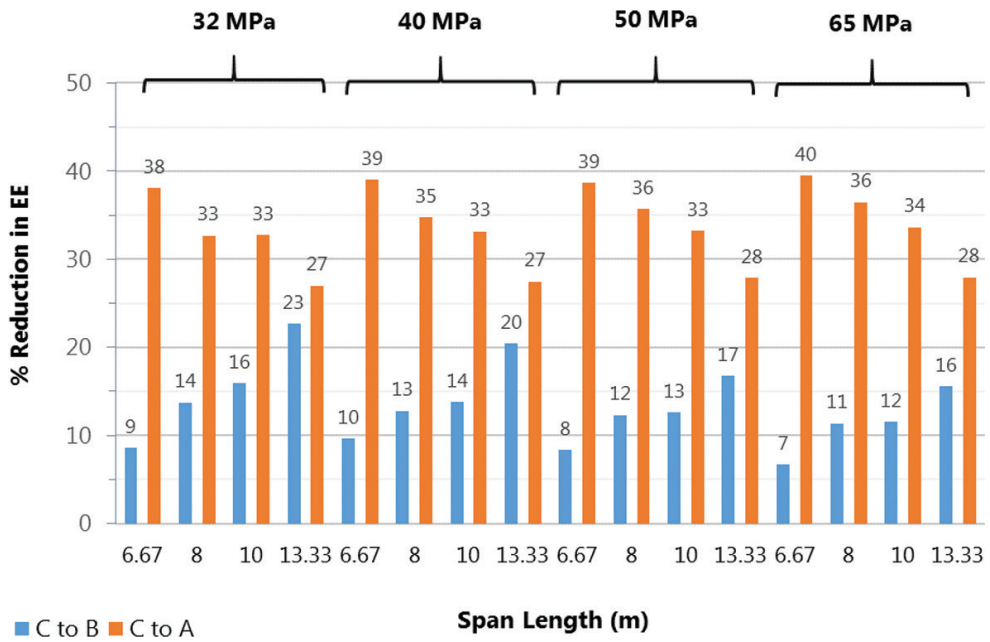 32 MPa 40 MPa 50 MPa 65 MPa
50
40
30
20
10
0
% Reduction in EE
9 38 14 33 16 33 23 27 10 39 13 35 14 33 20 27 8 39 12 36 13 33 17 28 7 40 11 36 12 34 16 28
6.67 8 10 13.33 6.67 8 10 13.33 6.67 8 10 13.33 6.67 8 10 13.33
Span Length (m)
C to B C to A